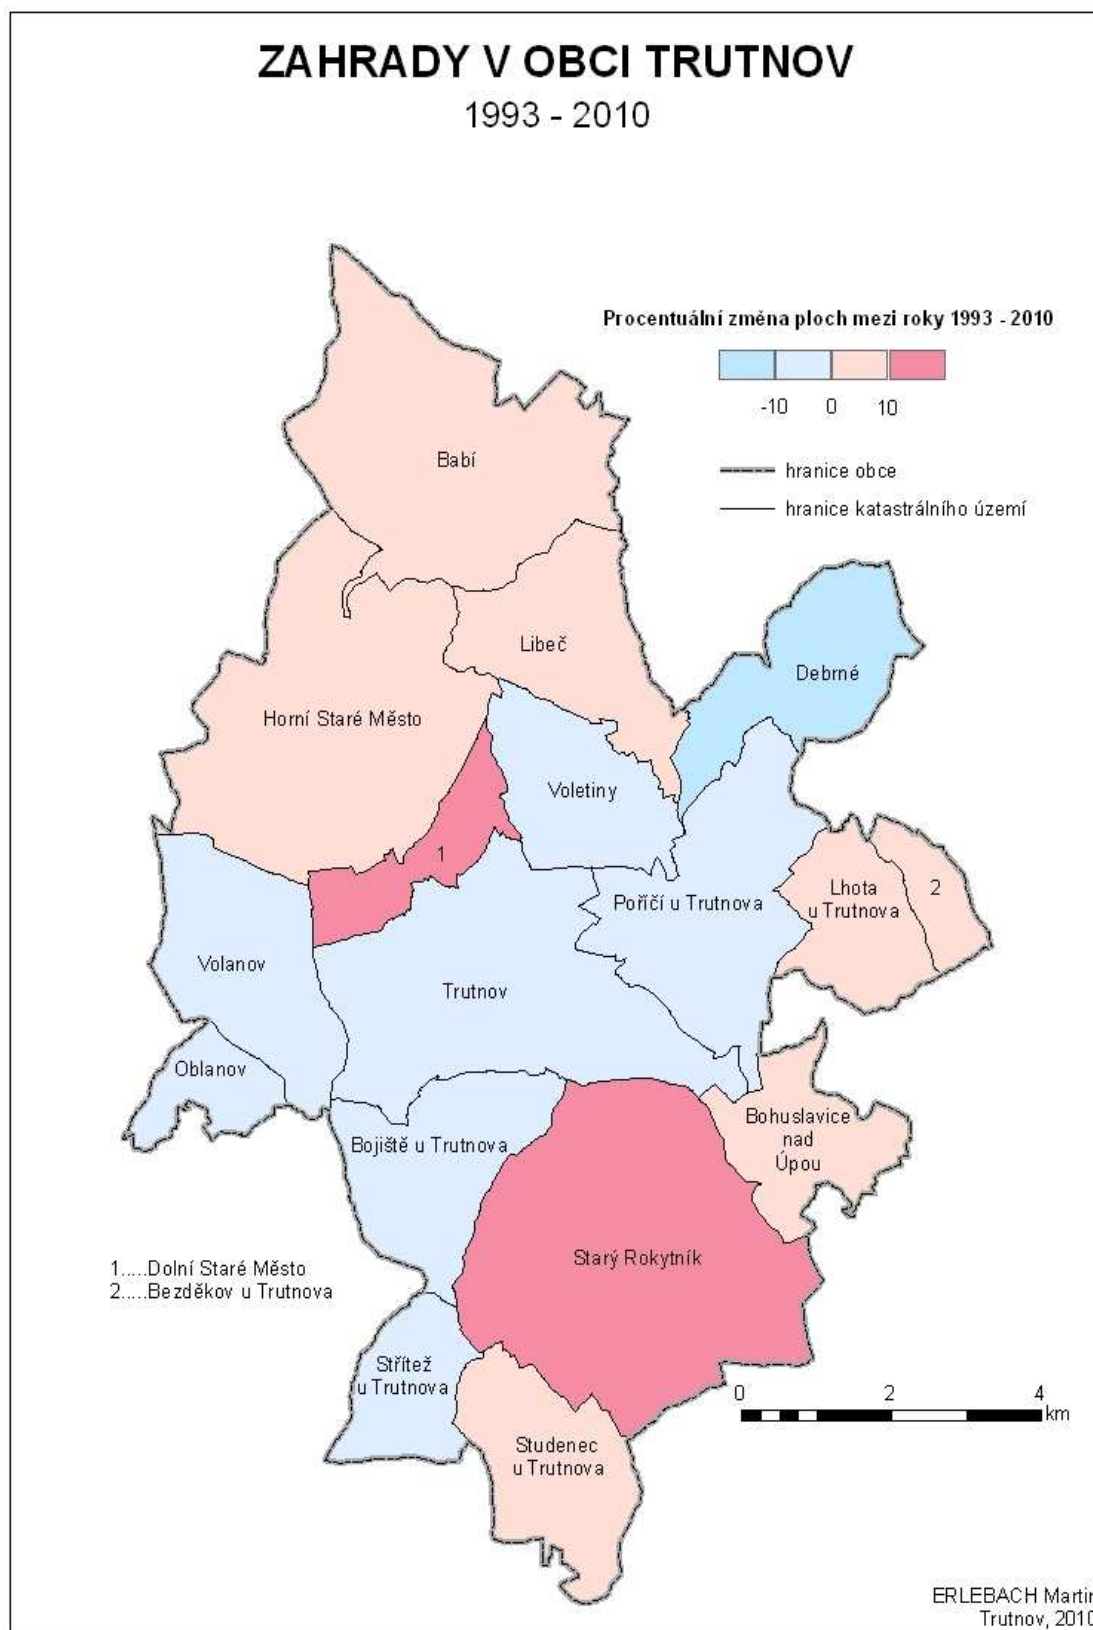 ZAHRADY V OBCI TRUTNOV
1993 - 2010
Procentuální změna ploch mezi roky 1993 - 2010
-10 0 10
hranice obce
hranice katastrálního území
Babí
Libeč
Debrné
Horní Staré Město
Voletiny
1
Lhota
u Trutnova
2
Poříčí u Trutnova
Volanov
Trutnov
Oblanov
Bojiště u Trutnova
Bohuslavice
nad
Úpou
Starý Rokytník
1.....Dolní Staré Město
2.....Bezděkov u Trutnova
Střítež
u Trutnova
0 2 4
km
Studenec
u Trutnova
ERLEBACH Martin
Trutnov, 2010